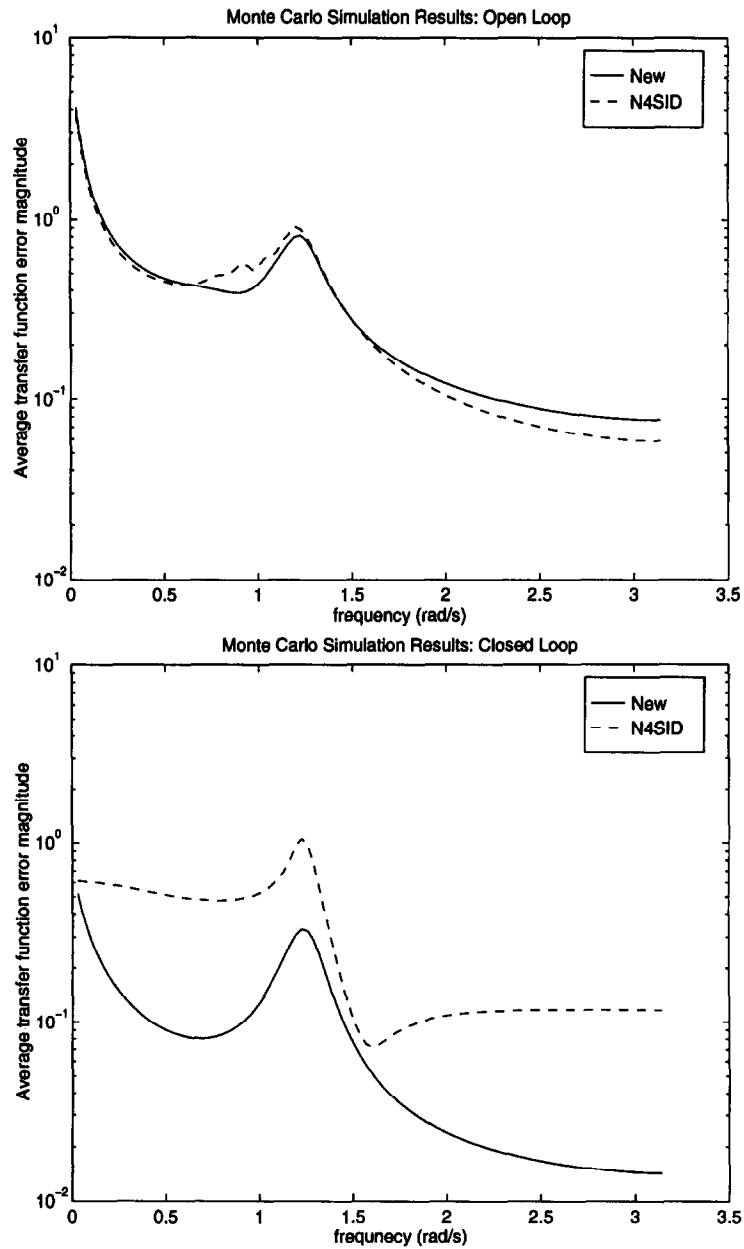 Monte Carlo Simulation Results: Open Loop
10^1
10^0
10^-1
10^-2
Average transfer function error magnitude
New
N4SID
0 0.5 1 1.5 2 2.5 3 3.5
frequency (rad/s)
Monte Carlo Simulation Results: Closed Loop
10^1
10^0
10^-1
10^-2
Average transfer function error magnitude
New
N4SID
0 0.5 1 1.5 2 2.5 3 3.5
frequnecy (rad/s)